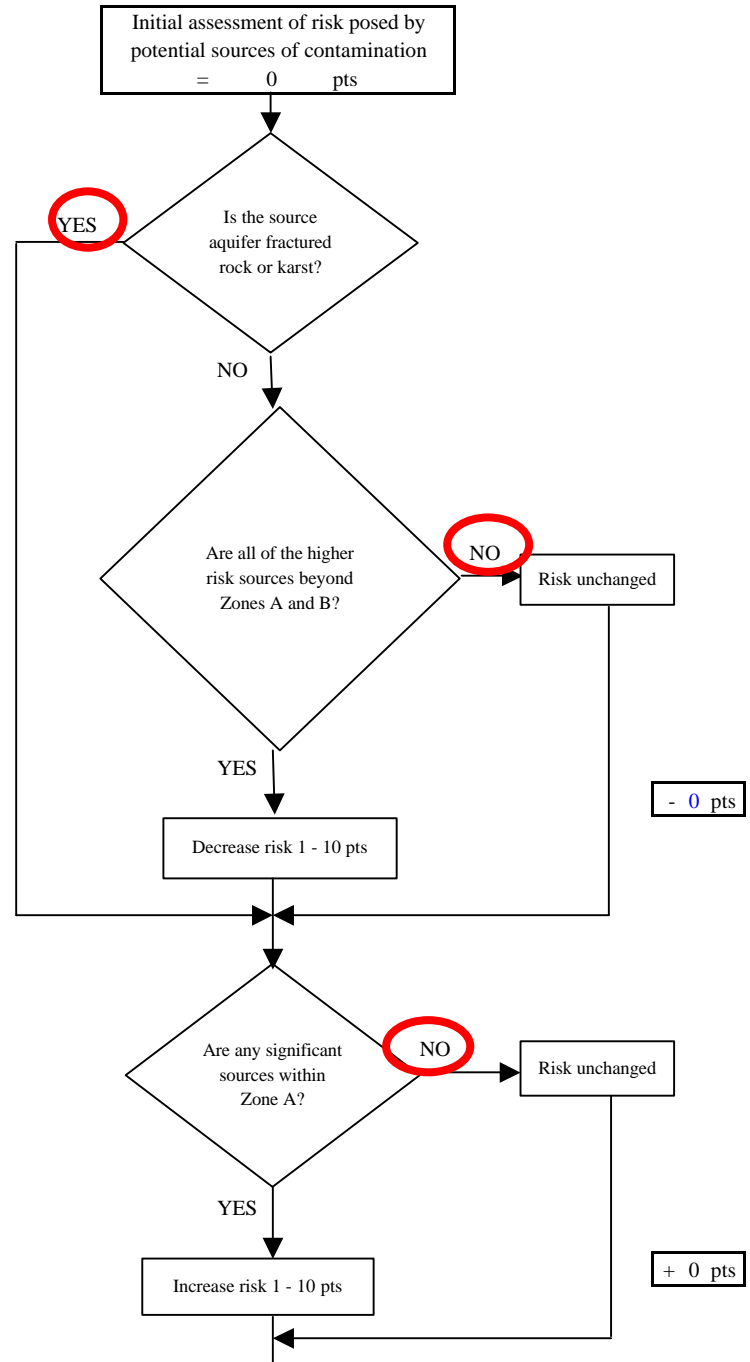 Initial assessment of risk posed by
potential sources of contamination
= 0 pts
YES
Is the source
aquifer fractured
rock or karst?
NO
Are all of the higher
risk sources beyond
Zones A and B?
NO
Risk unchanged
YES
- 0 pts
Decrease risk 1 - 10 pts
Are any significant
sources within
Zone A?
NO
Risk unchanged
YES
Increase risk 1 - 10 pts
+ 0 pts